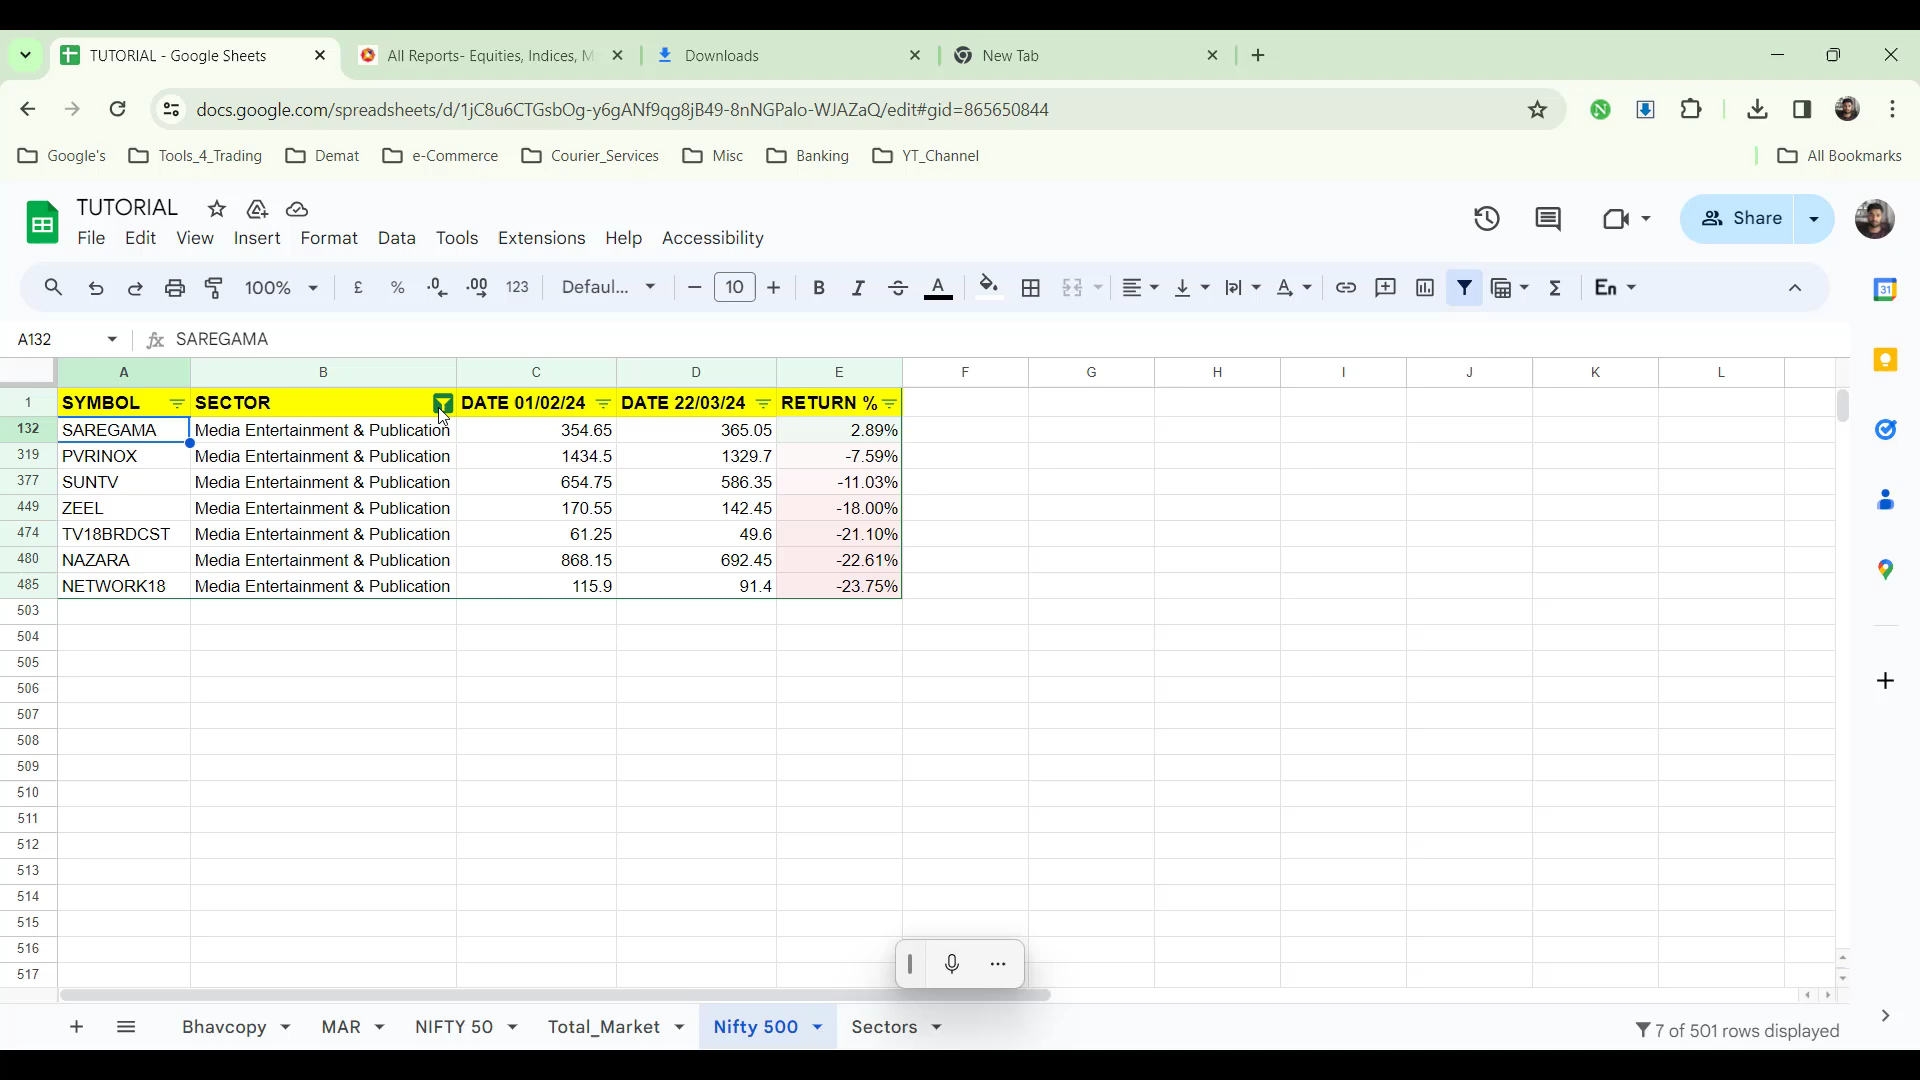 TUTORIAL - Google Sheets
All Reports- Equities, Indices, M
Downloads
New Tab
docs.google.com/spreadsheets/d/1jC8u6CTGsbOg-y6gANf9qg8jB49-8nNGPalo-WJAZaQ/edit#gid=865650844
Google's Tools_4_Trading Demat e-Commerce Courier_Services Misc Banking YT_Channel All Bookmarks
TUTORIAL
File Edit View Insert Format Data Tools Extensions Help Accessibility
Share
100% £ % .0 .00 123 Defaul... 10 B I S A En
A132 fx SAREGAMA
A B C D E F G H I J K L
1 SYMBOL SECTOR DATE 01/02/24 DATE 22/03/24 RETURN %
132 SAREGAMA Media Entertainment & Publication 354.65 365.05 2.89%
319 PVRINOX Media Entertainment & Publication 1434.5 1329.7 -7.59%
377 SUNTV Media Entertainment & Publication 654.75 586.35 -11.03%
449 ZEEL Media Entertainment & Publication 170.55 142.45 -18.00%
474 TV18BRDCST Media Entertainment & Publication 61.25 49.6 -21.10%
480 NAZARA Media Entertainment & Publication 868.15 692.45 -22.61%
485 NETWORK18 Media Entertainment & Publication 115.9 91.4 -23.75%
503
504
505
506
507
508
509
510
511
512
513
514
515
516
517
Bhavcopy MAR NIFTY 50 Total_Market Nifty 500 Sectors 7 of 501 rows displayed